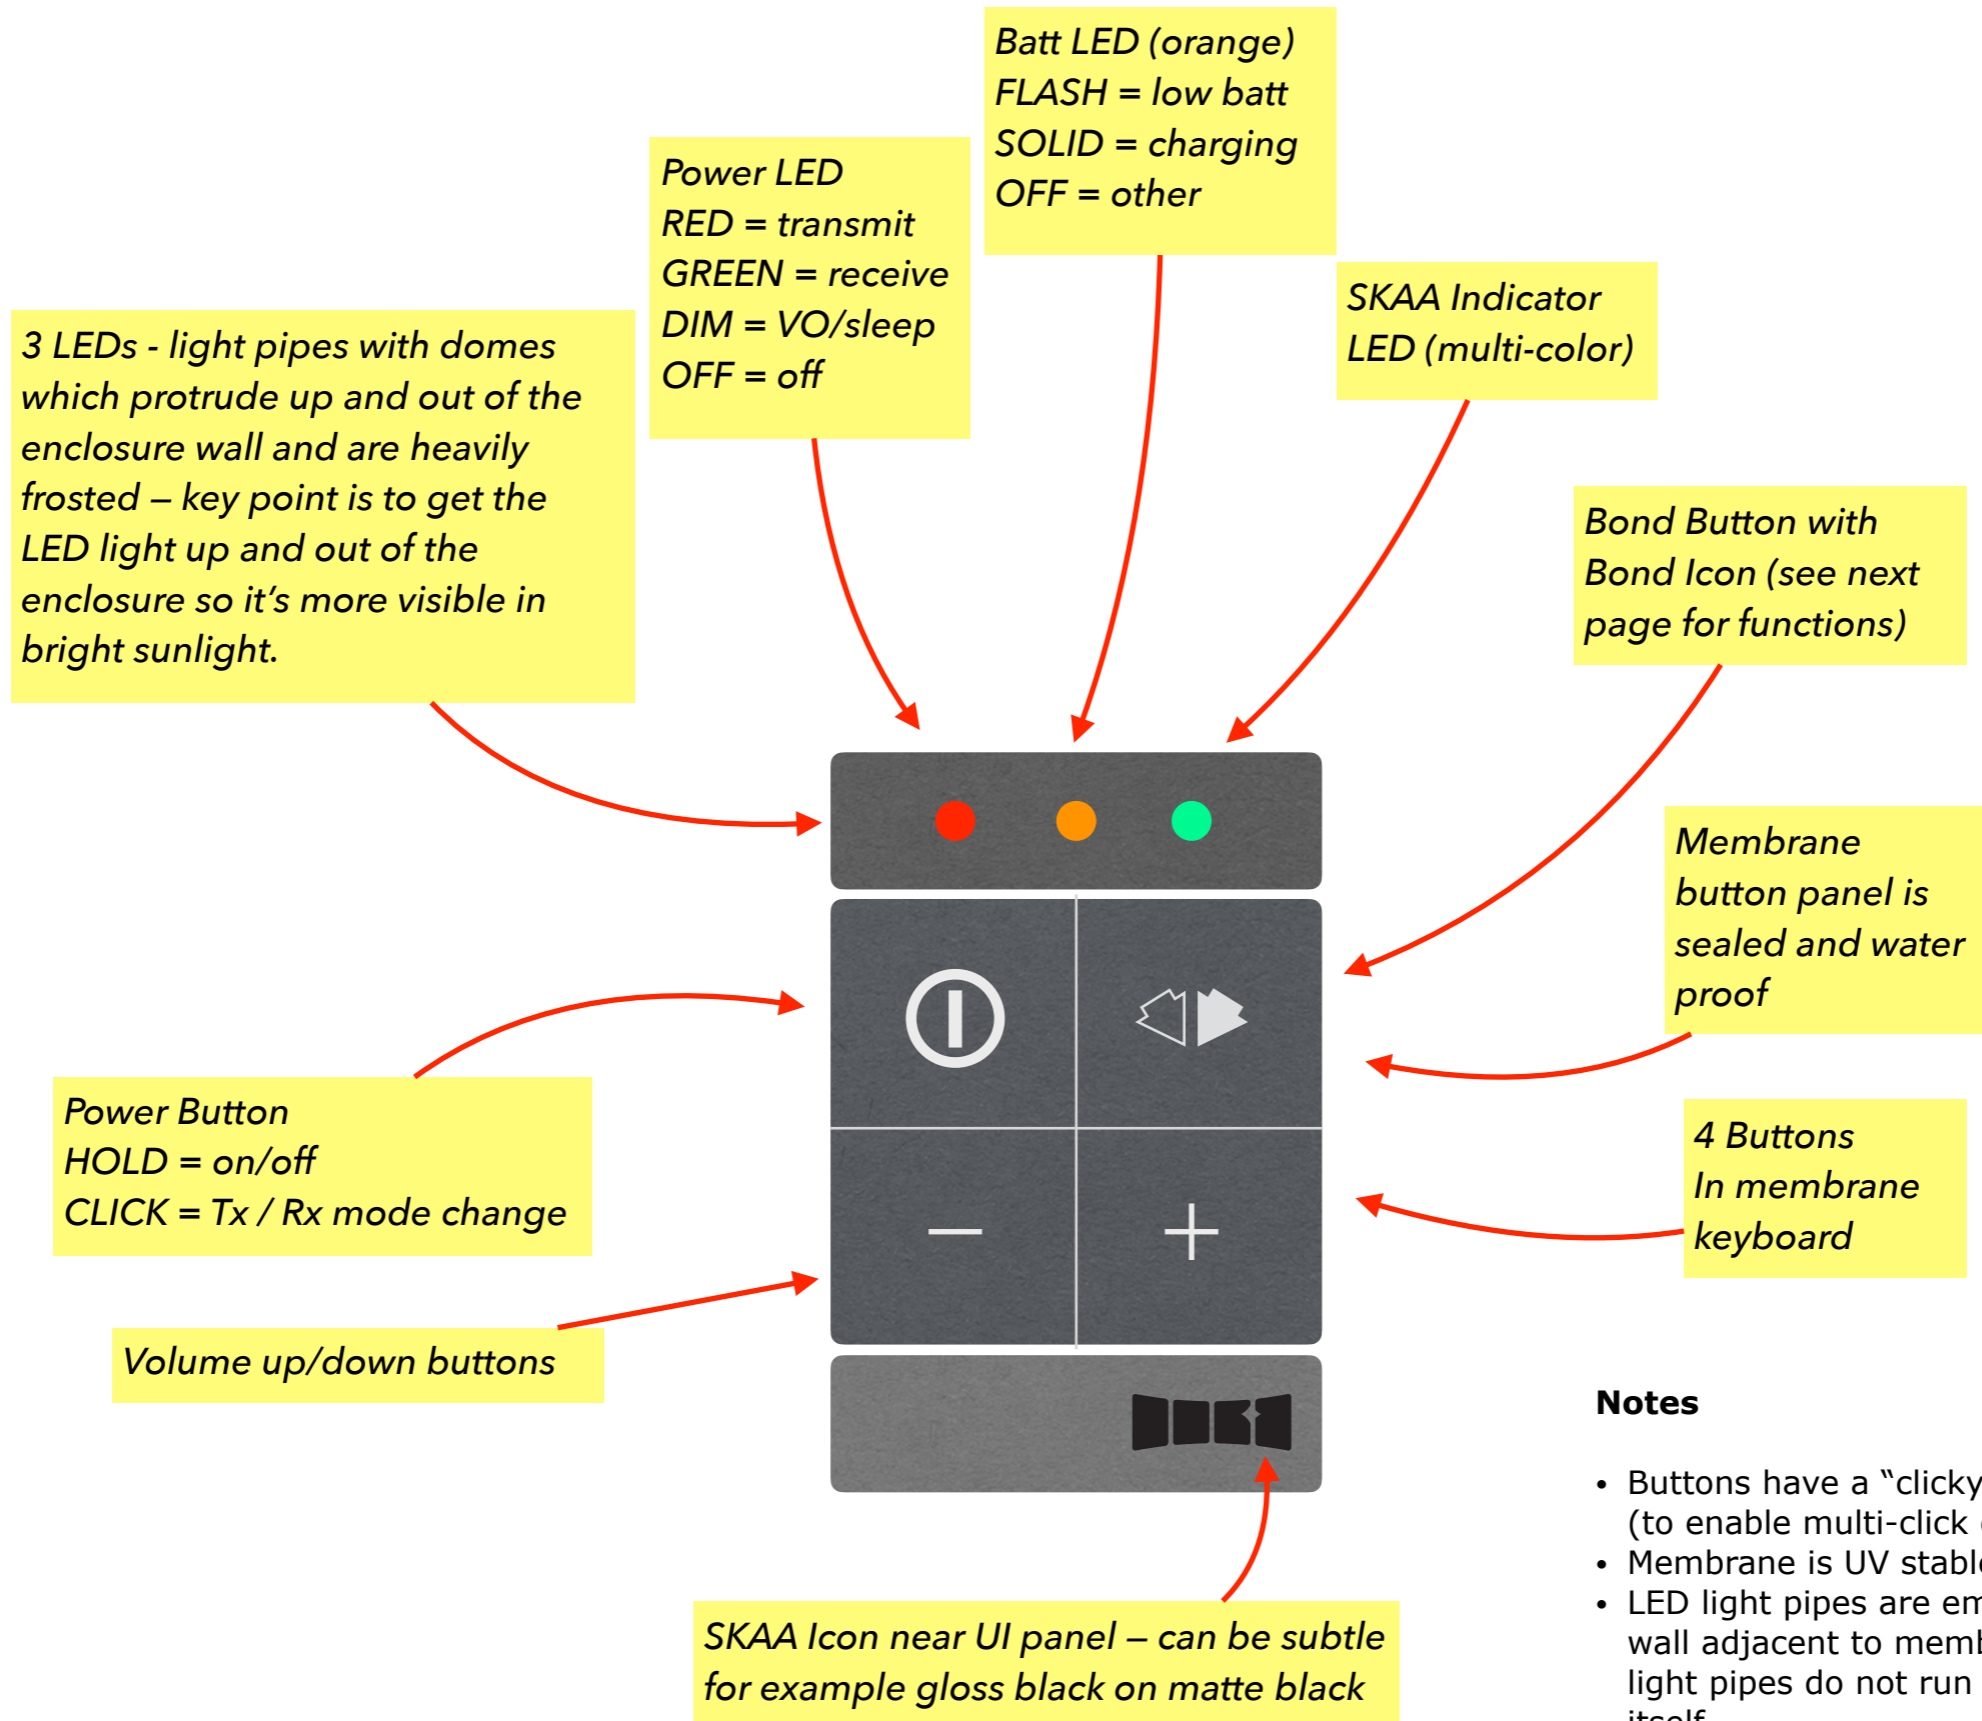 Batt LED (orange)
FLASH = low batt
SOLID = charging
OFF = other
Power LED
RED = transmit
GREEN = receive
DIM = VO/sleep
OFF = off
SKAA Indicator
LED (multi-color)
3 LEDs - light pipes with domes
which protrude up and out of the
enclosure wall and are heavily
frosted – key point is to get the
LED light up and out of the
enclosure so it's more visible in
bright sunlight.
Bond Button with
Bond Icon (see next
page for functions)
Membrane
button panel is
sealed and water
proof
Power Button
HOLD = on/off
CLICK = Tx / Rx mode change
4 Buttons
In membrane
keyboard
Volume up/down buttons
Notes
• Buttons have a “clicky
(to enable multi-click
• Membrane is UV stable
• LED light pipes are
wall adjacent to
light pipes do not run
itself
SKAA Icon near UI panel – can be subtle
for example gloss black on matte black